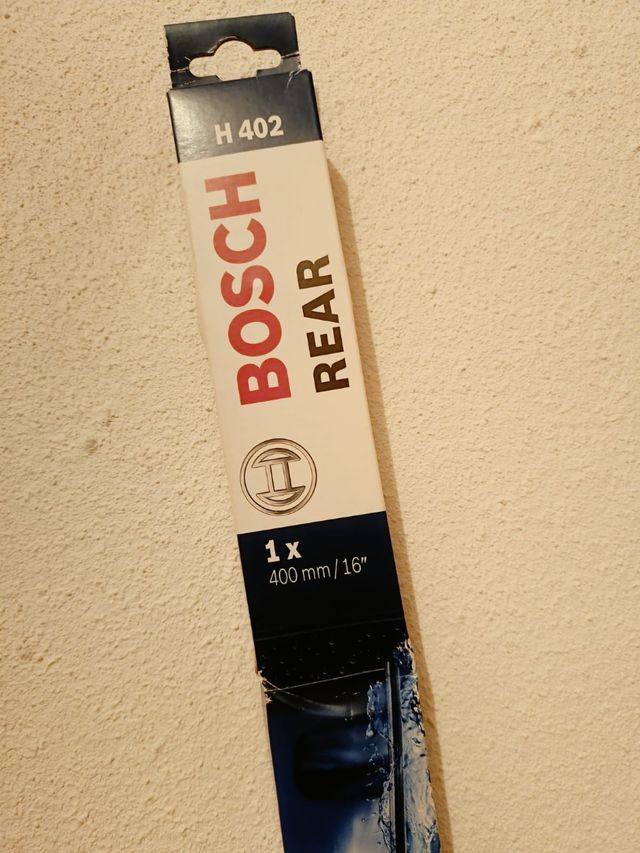 H 402
BOSCH
REAR
1 x
400 mm / 16"